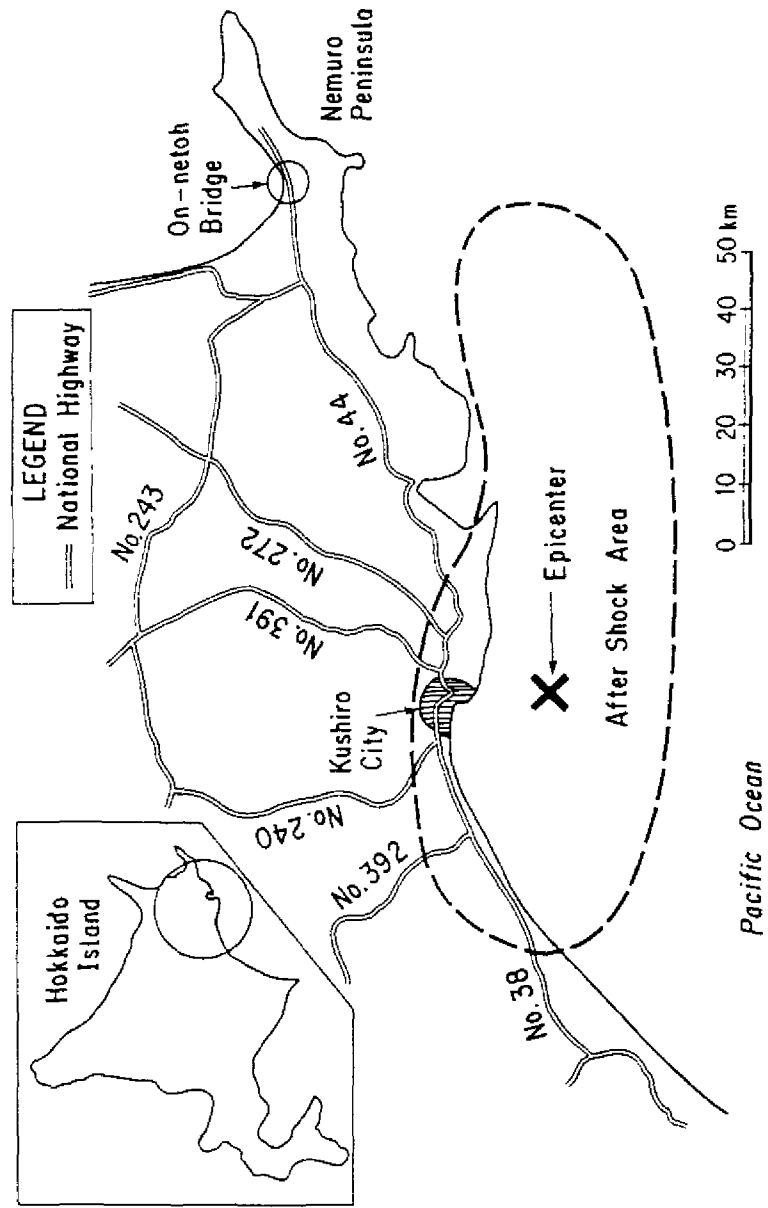 Hokkaido
Island
LEGEND
National Highway
No.243
No.272
No.391
No.240
No.392
No.44
No.38
On-netoh
Bridge
Nemuro
Peninsula
Kushiro
City
Epicenter
After Shock Area
0 10 20 30 40 50 km
Pacific Ocean